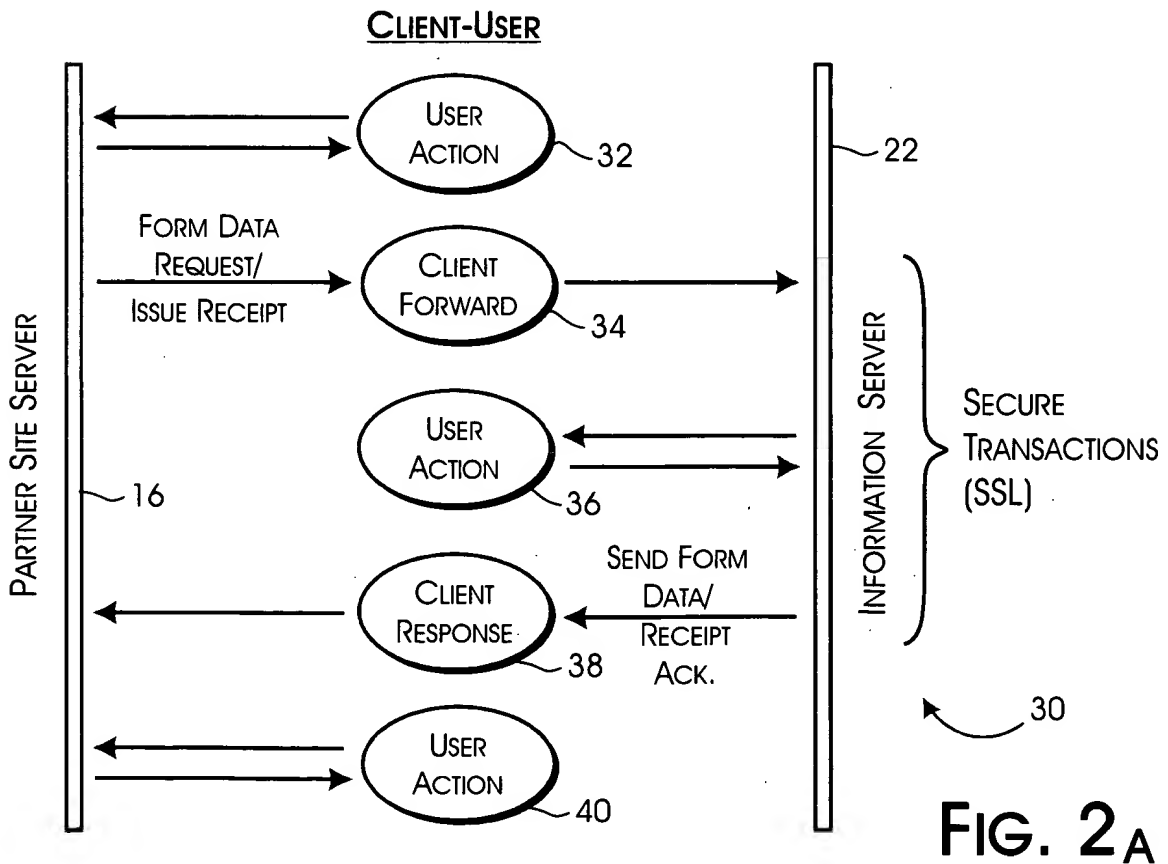 CLIENT-USER
USER
ACTION
32
22
FORM DATA
REQUEST/
ISSUE RECEIPT
CLIENT
FORWARD
34
PARTNER SITE SERVER
16
USER
ACTION
36
INFORMATION SERVER
SECURE
TRANSACTIONS
(SSL)
CLIENT
RESPONSE
38
SEND FORM
DATA/
RECEIPT
ACK.
30
USER
ACTION
40
FIG. 2A